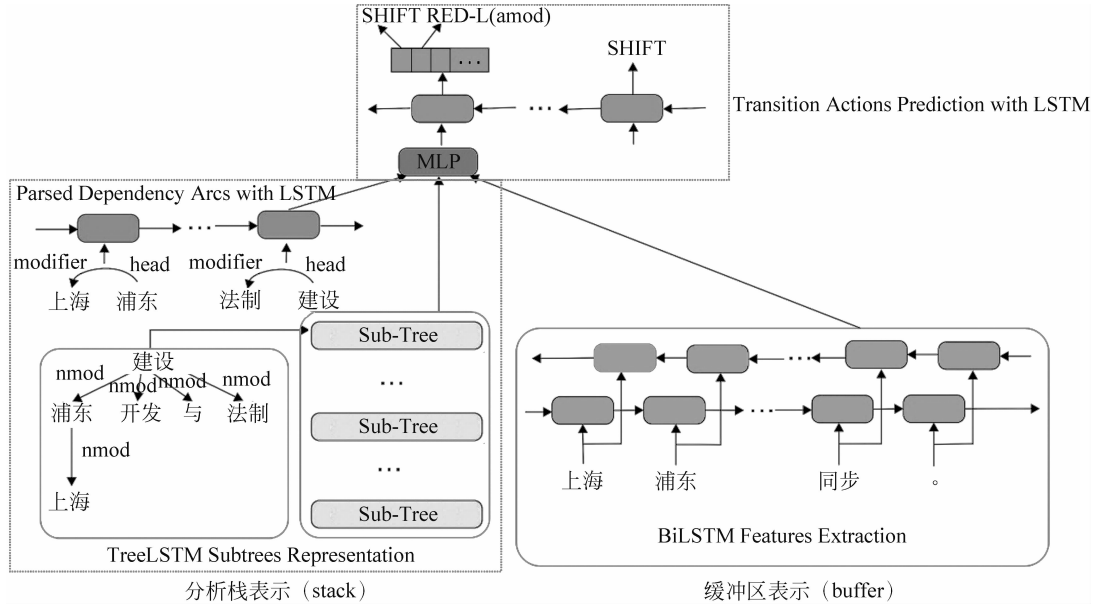 SHIFT RED-L(amod)
...
SHIFT
...
Transition Actions Prediction with LSTM
MLP
Parsed Dependency Arcs with LSTM
...
modifier head modifier head
上海 浦东 法制 建设
Sub-Tree
...
Sub-Tree
...
Sub-Tree
建设
nmod nmod nmod nmod
浦东 开发 与 法制
nmod
上海
TreeLSTM Subtrees Representation
分析栈表示（stack）
...
...
上海 浦东 同步 。
BiLSTM Features Extraction
缓冲区表示（buffer）